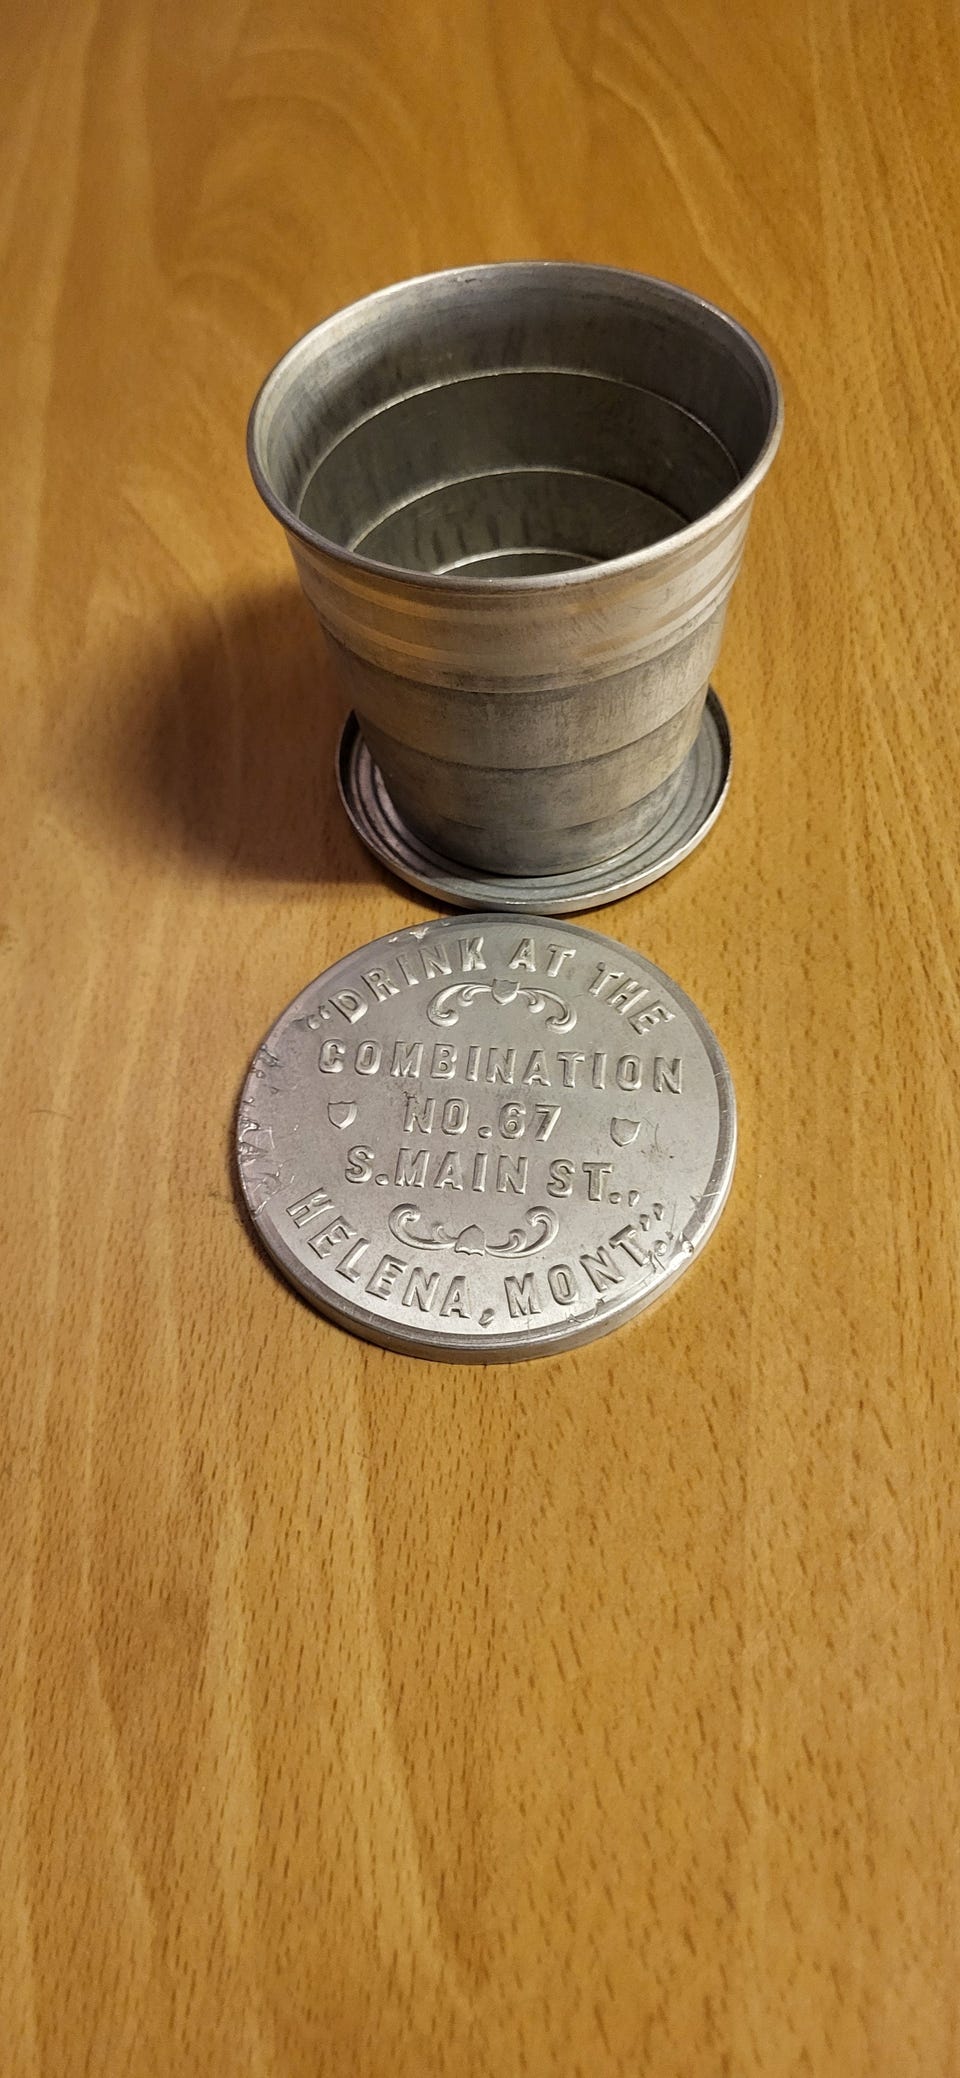 "DRINK AT THE
COMBINATION
NO.67
S.MAIN ST.,
HELENA, MONT."